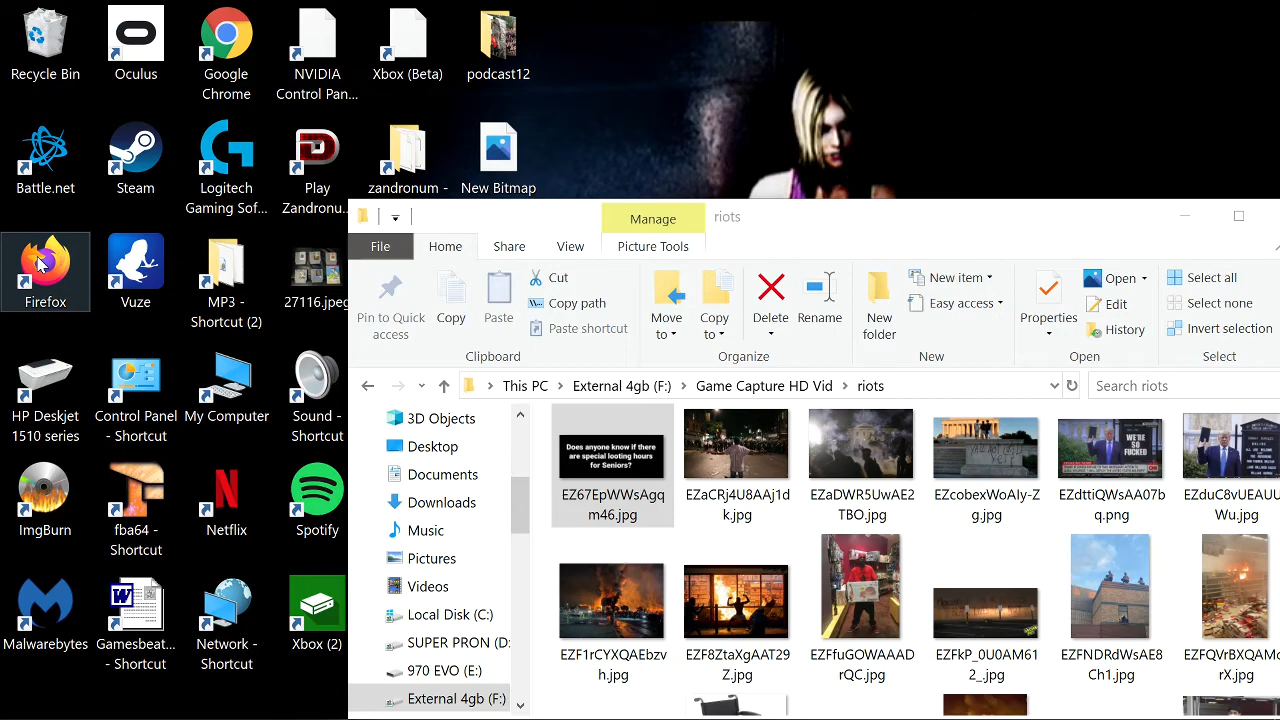 Recycle Bin
Oculus
Google
Chrome
NVIDIA
Control Pan...
Xbox (Beta)
podcast12
Battle.net
Steam
Logitech
Gaming Sof...
Play
Zandronu...
zandronum -
New Bitmap
Firefox
Vuze
MP3 -
Shortcut (2)
27116.jpeg
HP Deskjet
1510 series
Control Panel
- Shortcut
My Computer
Sound -
Shortcut
ImgBurn
fba64 -
Shortcut
Netflix
Spotify
Malwarebytes
Gamesbeat...
- Shortcut
Network -
Shortcut
Xbox (2)
Manage
riots
File
Home
Share
View
Picture Tools
Pin to Quick
access
Copy
Paste
Cut
Copy path
Paste shortcut
Clipboard
Move
to
Copy
to
Delete
Rename
Organize
New
folder
New item
Easy access
New
Properties
Open
Edit
History
Open
Select all
Select none
Invert selection
Select
This PC
External 4gb (F:)
Game Capture HD Vid
riots
Search riots
3D Objects
Desktop
Documents
Downloads
Music
Pictures
Videos
Local Disk (C:)
SUPER PRON (D:
970 EVO (E:)
External 4gb (F:)
Does anyone know if there
are special looting hours
for Seniors?
EZ67EpWWsAgq
m46.jpg
EZaCRj4U8AAj1d
k.jpg
EZaDWR5UwAE2
TBO.jpg
EZcobexWoAIy-Z
g.jpg
WE'RE
SO
FUCKED
CNN
EZdttiQWsAA07b
q.png
EZduC8vUEAUL
Wu.jpg
EZF1rCYXQAEbzv
h.jpg
EZF8ZtaXgAAT29
Z.jpg
EZFfuGOWAAAD
rQC.jpg
EZFkP_0U0AM61
2_.jpg
EZFNDRdWsAE8
Ch1.jpg
rX.jpg